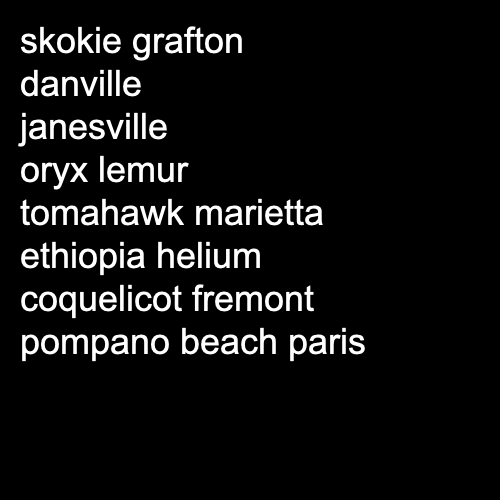 skokie grafton
danville
janesville
oryx lemur
tomahawk marietta
ethiopia helium
coquelicot fremont
pompano beach paris